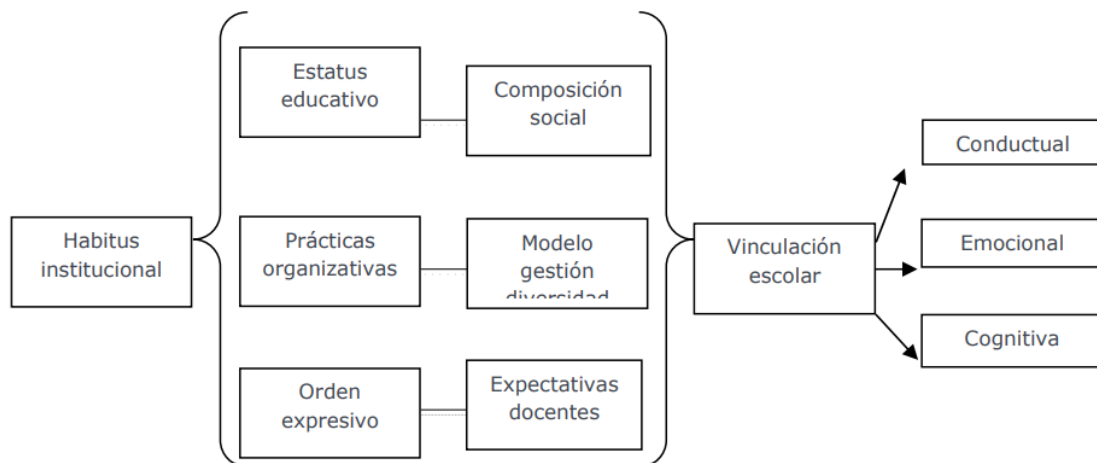 Estatus
educativo
Composición
social
Conductual
Habitus
institucional
Prácticas
organizativas
Modelo
gestión
diversidad
Vinculación
escolar
Emocional
Orden
expresivo
Expectativas
docentes
Cognitiva